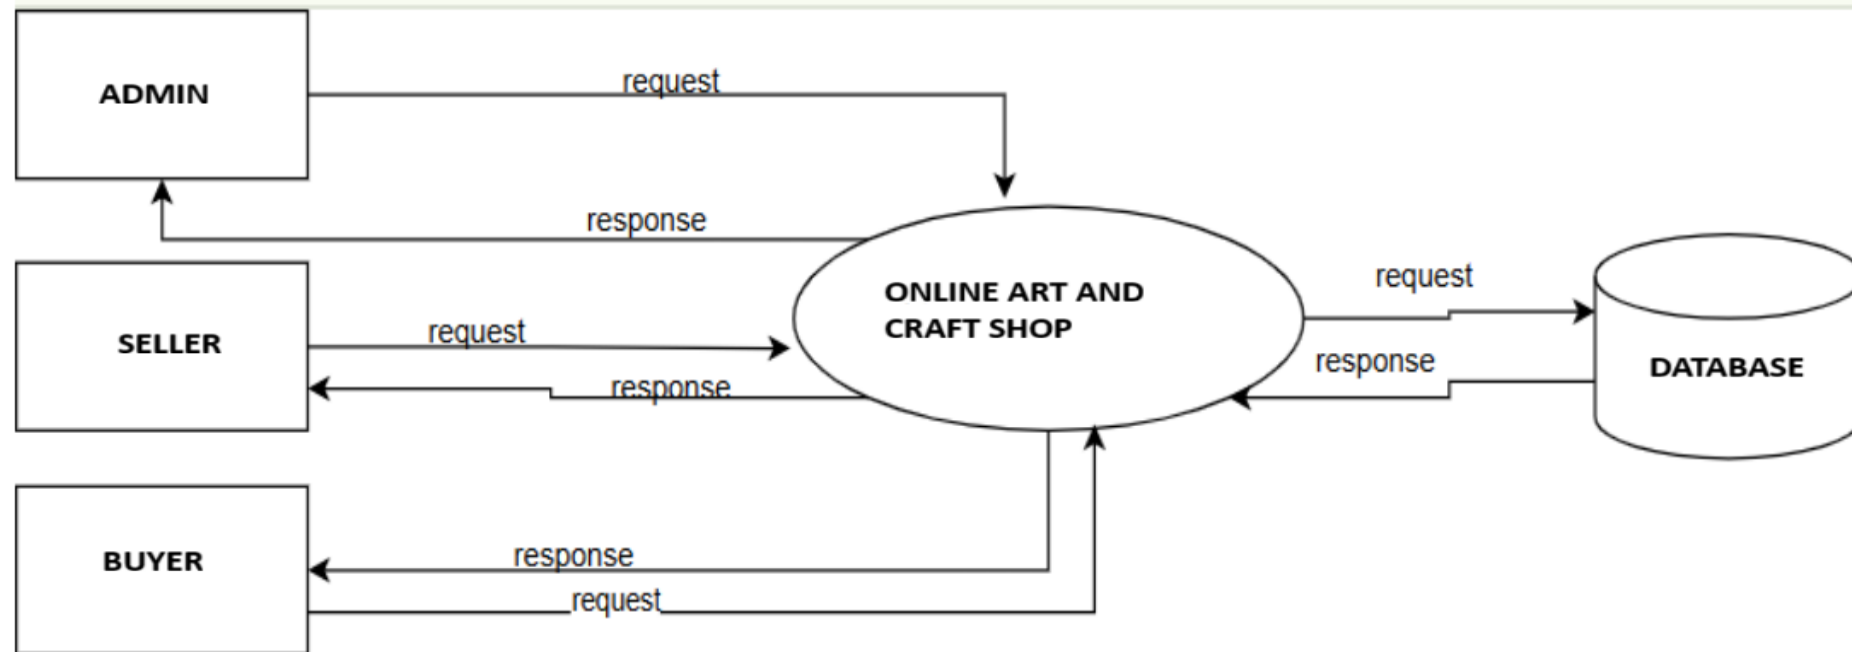 ADMIN
request
response
SELLER
request
response
ONLINE ART AND
CRAFT SHOP
request
response
DATABASE
BUYER
response
request